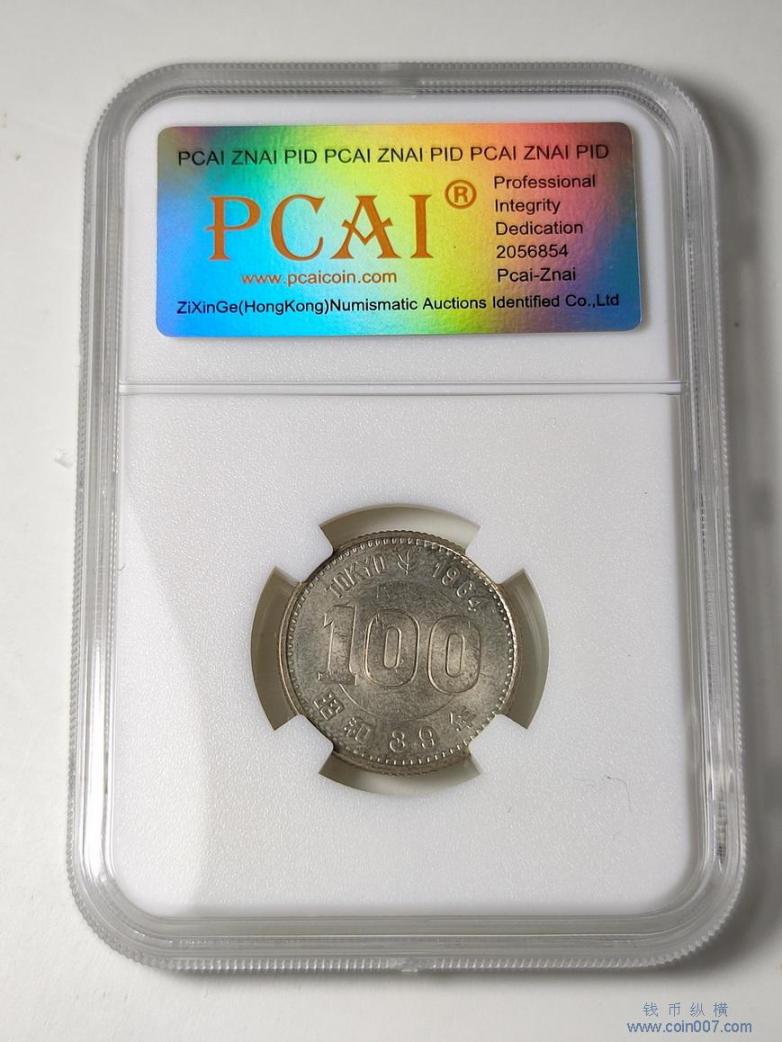 PCAI ZNAI PID PCAI ZNAI PID PCAI ZNAI PID
PCAI®
Professional
Integrity
Dedication
2056854
www.pcaicoin.com
Pcai-Znai
ZiXinGe(HongKong)Numismatic Auctions Identified Co.,Ltd
TOKYO 1964
100
昭和39年
钱币纵横
www.coin007.com